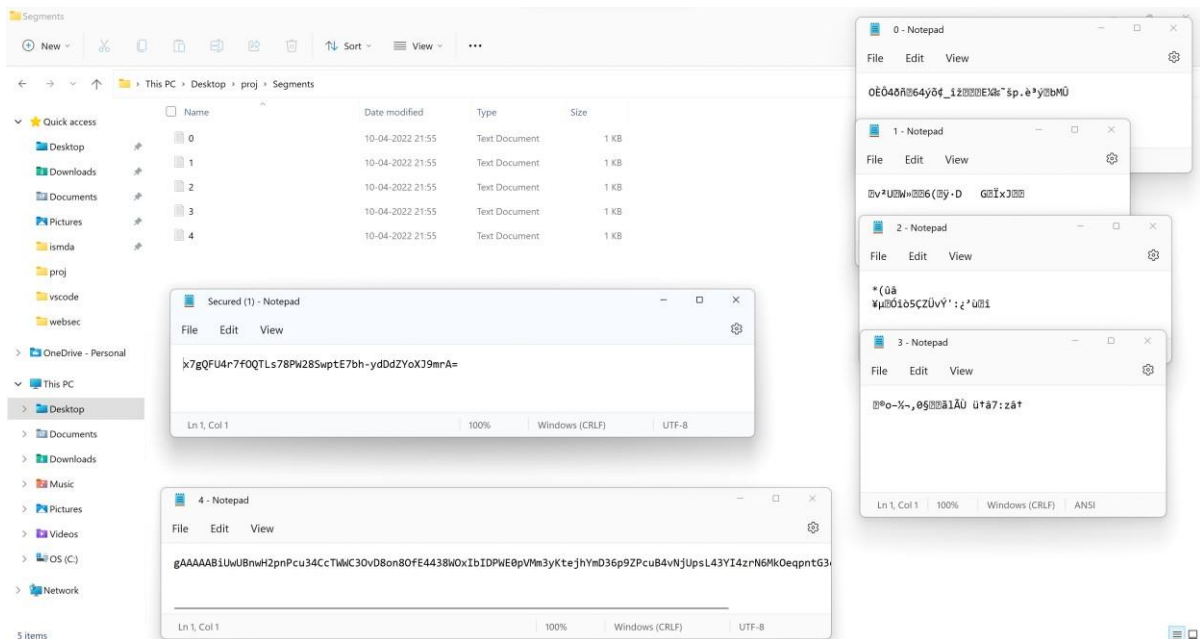 Segments
New
Sort
View
This PC > Desktop > proj > Segments
Name
Date modified
Type
Size
0
10-04-2022 21:55
Text Document
1 KB
1
10-04-2022 21:55
Text Document
1 KB
2
10-04-2022 21:55
Text Document
1 KB
3
10-04-2022 21:55
Text Document
1 KB
4
10-04-2022 21:55
Text Document
1 KB
Quick access
Desktop
Downloads
Documents
Pictures
ismda
proj
vscode
websec
OneDrive - Personal
This PC
Desktop
Documents
Downloads
Music
Pictures
Videos
OS (C:)
Network
5 items
Secured (1) - Notepad
File Edit View
x7gQFU4r7fOQTLs78PW28SwptE7bh-ydDdZYoXJ9mrA=
Ln 1, Col 1
100%
Windows (CRLF)
UTF-8
4 - Notepad
File Edit View
Ln 1, Col 1
100%
Windows (CRLF)
UTF-8
0 - Notepad
File Edit View
1 - Notepad
File Edit View
2 - Notepad
File Edit View
3 - Notepad
File Edit View
Ln 1, Col 1
100%
Windows (CRLF)
ANSI